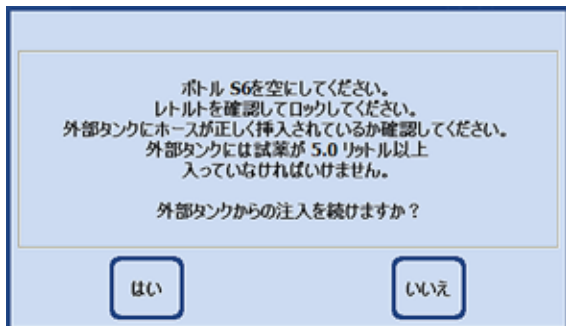 ボトル S6を空にしてください。
レトルトを確認してロックしてください。
外部タンクにホースが正しく挿入されているか確認してください。
外部タンクには試薬が 5.0 リットル以上
入っていなければいけません。
外部タンクからの注入を続けますか？
はい
いいえ